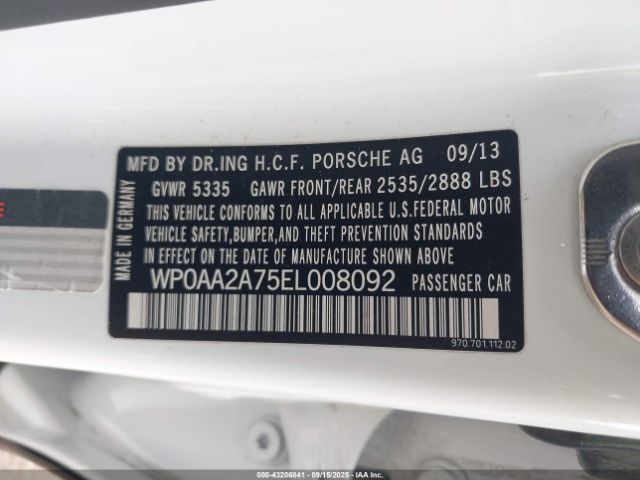 MFD BY DR.ING H.C.F. PORSCHE AG 09/13
GVWR 5335 GAWR FRONT/REAR 2535/2888 LBS
THIS VEHICLE CONFORMS TO ALL APPLICABLE U.S.FEDERAL MOTOR
VEHICLE SAFETY,BUMPER,AND THEFT PREVENTION STANDARDS
IN EFFECT ON THE DATE OF MANUFACTURE SHOWN ABOVE
WP0AA2A75EL008092 PASSENGER CAR
970.701.112.02
MADE IN GERMANY
000-43206841 - 09/15/2025 - IAAI.COM